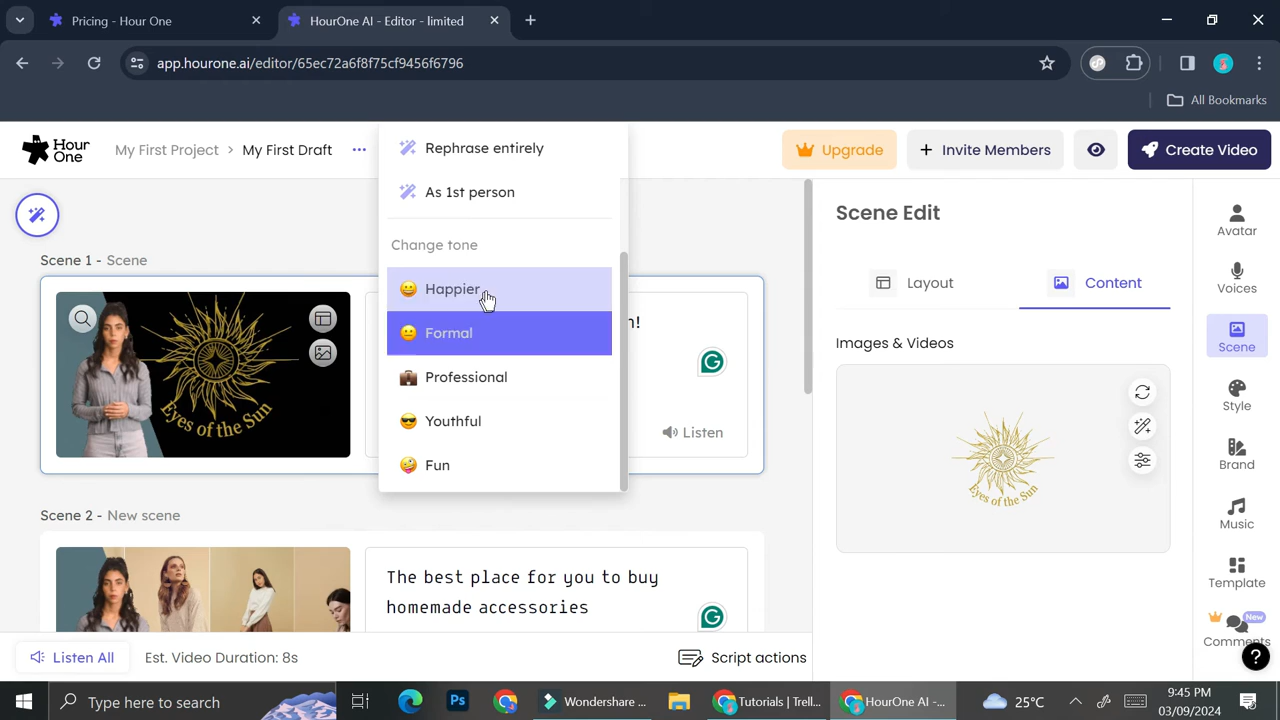 Pricing - Hour One
HourOne AI - Editor - limited
app.hourone.ai/editor/65ec72a6f8f75cf9456f6796
All Bookmarks
Hour One
My First Project > My First Draft
Upgrade
+ Invite Members
Create Video
Rephrase entirely
As 1st person
Change tone
Happier
Formal
Professional
Youthful
Fun
Scene 1 - Scene
Eyes of the Sun
n!
Listen
Scene 2 - New scene
The best place for you to buy
homemade accessories
Listen All
Est. Video Duration: 8s
Script actions
Scene Edit
Layout
Content
Images & Videos
Eyes of the Sun
Avatar
Voices
Scene
Style
Brand
Music
Template
New
Comments
?
Type here to search
Ps
Wondershare ...
Tutorials | Trell...
HourOne AI -...
25°C
9:45 PM
03/09/2024